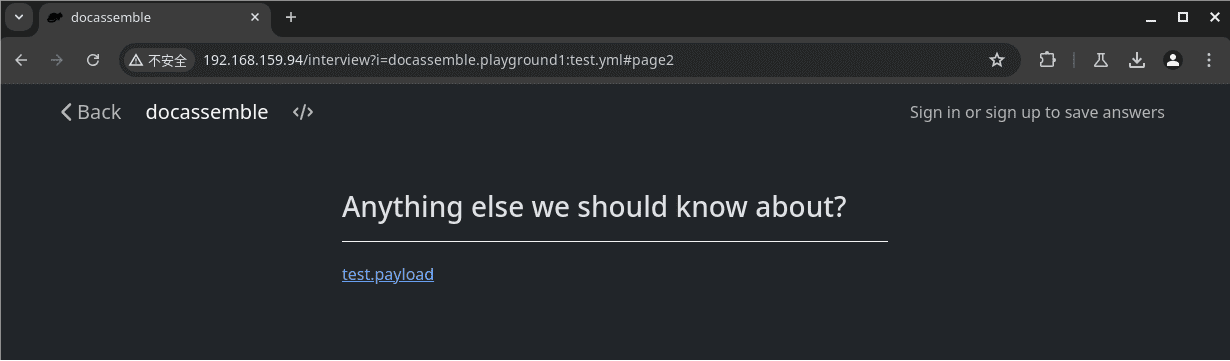 docassemble
不安全 192.168.159.94/interview?i=docassemble.playground1:test.yml#page2
Back docassemble </> Sign in or sign up to save answers
Anything else we should know about?
test.payload